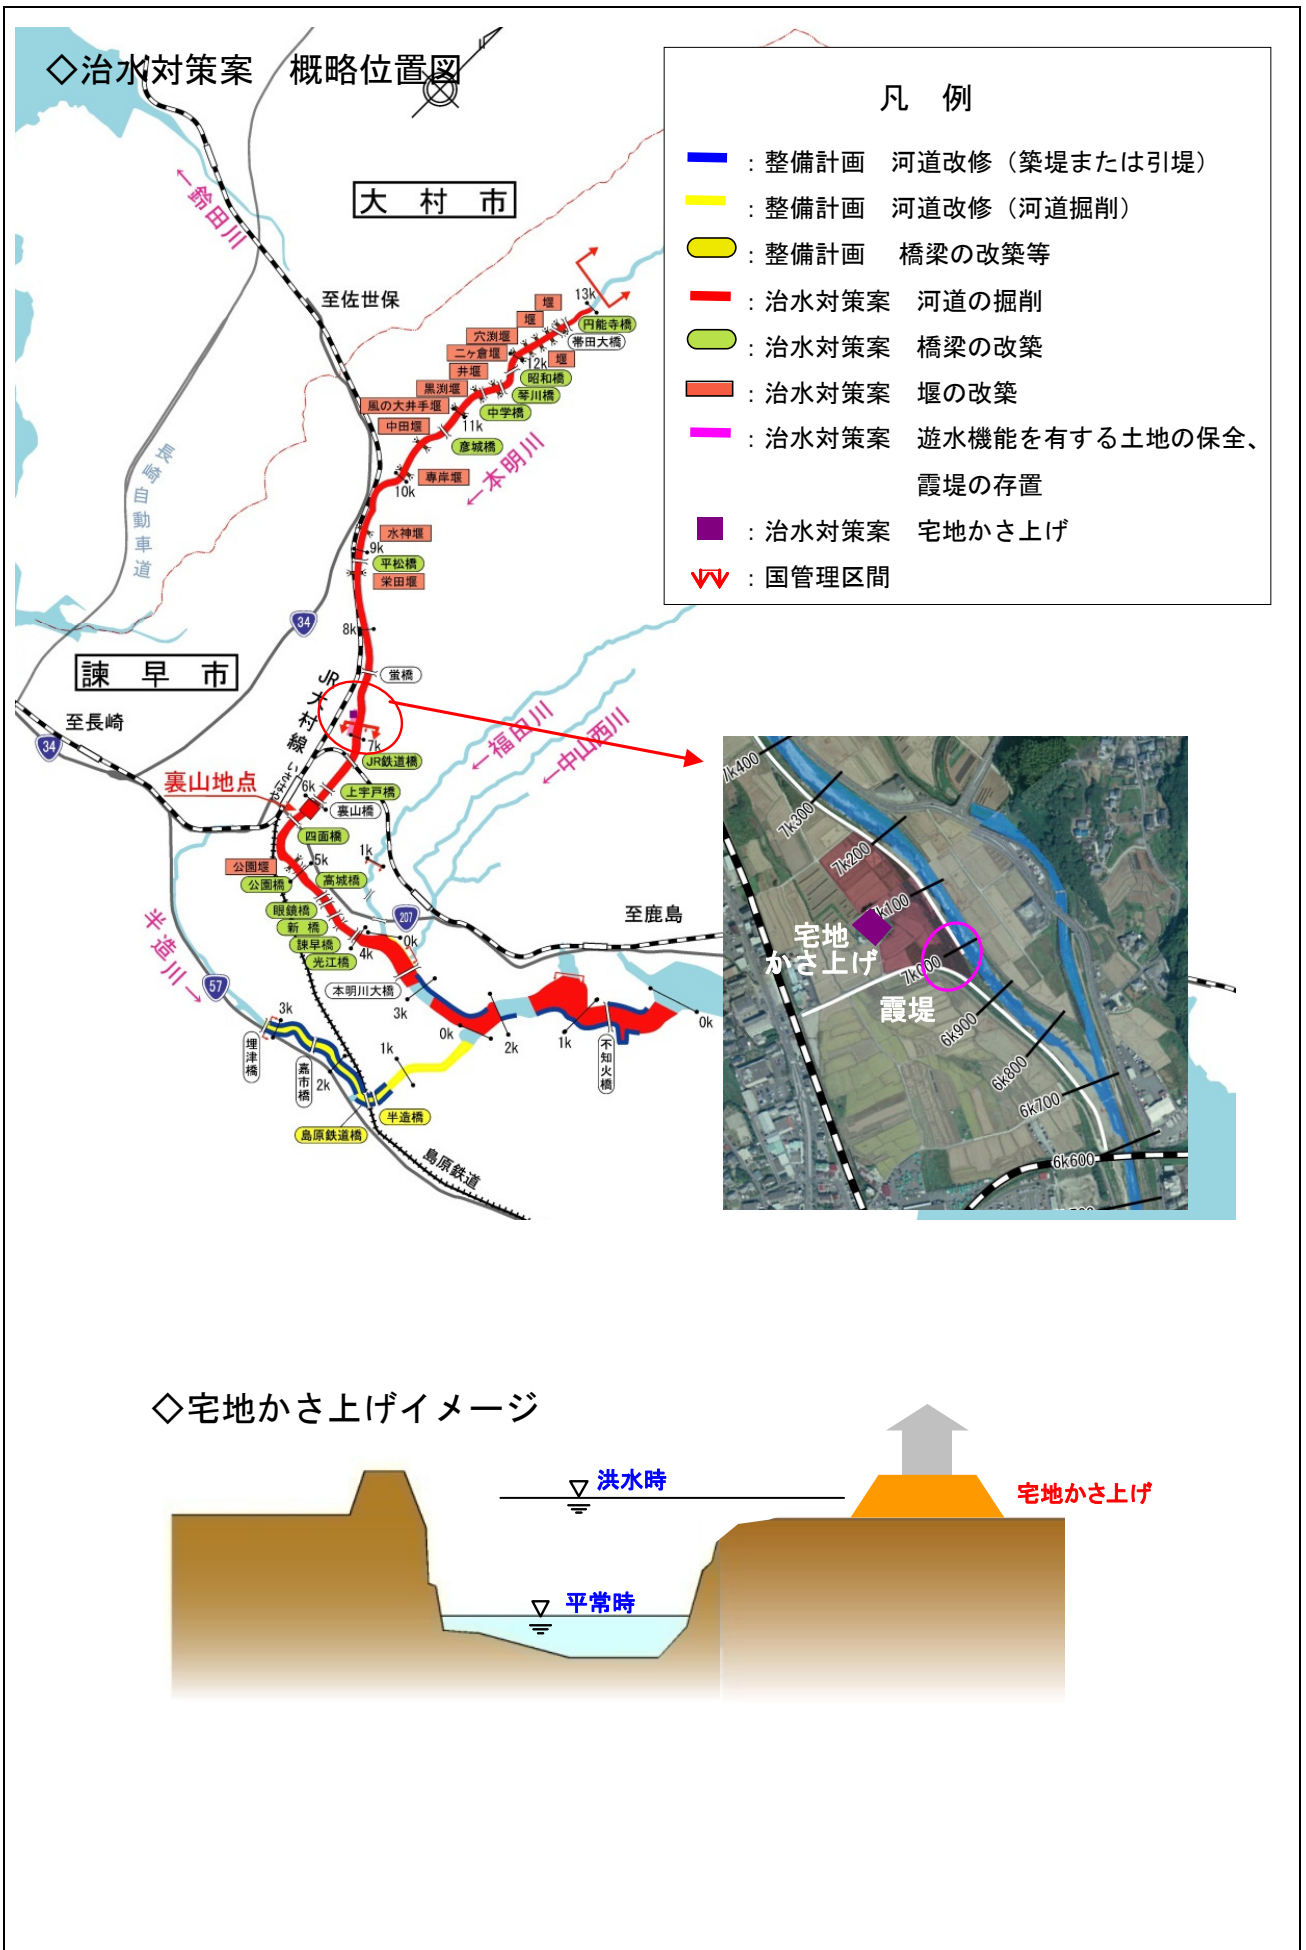 ◇治水対策案　概略位置図
凡　例
：整備計画　河道改修（築堤または引堤）
：整備計画　河道改修（河道掘削）
：整備計画　橋梁の改築等
：治水対策案　河道の掘削
：治水対策案　橋梁の改築
：治水対策案　堰の改築
：治水対策案　遊水機能を有する土地の保全、
霞堤の存置
：治水対策案　宅地かさ上げ
：国管理区間
大　村　市
←鈴田川
至佐世保
13k
堰
円能寺橋
堰
帯田大橋
穴渕堰
二ヶ倉堰
12k
堰
井堰
昭和橋
黒渕堰
琴川橋
風の大井手堰
中学橋
11k
中田堰
彦城橋
←本明川
専岸堰
10k
長崎自動車道
水神堰
9k
平松橋
栄田堰
34
8k
諫　早　市
蛍橋
JR大村線
至長崎
34
7k
JR鉄道橋
←福田川
←中山西川
裏山地点
6k
上宇戸橋
裏山橋
四面橋
1k
5k
公園堰
高城橋
公園橋
眼鏡橋
新　橋
諫早橋
光江橋
4k
0k
207
至鹿島
半造川→
57
本明川大橋
3k
3k
0k
2k
1k
0k
不知火橋
埋津橋
嘉市橋
2k
1k
半造橋
島原鉄道橋
島原鉄道
7k400
7k300
7k200
7k100
宅地
かさ上げ
7k000
霞堤
6k900
6k800
6k700
6k600
◇宅地かさ上げイメージ
洪水時
宅地かさ上げ
平常時